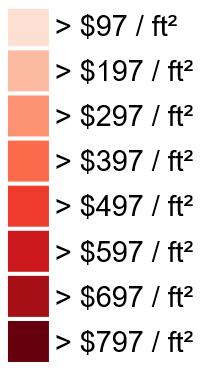 > $97 / ft²
> $197 / ft²
> $297 / ft²
> $397 / ft²
> $497 / ft²
> $597 / ft²
> $697 / ft²
> $797 / ft²